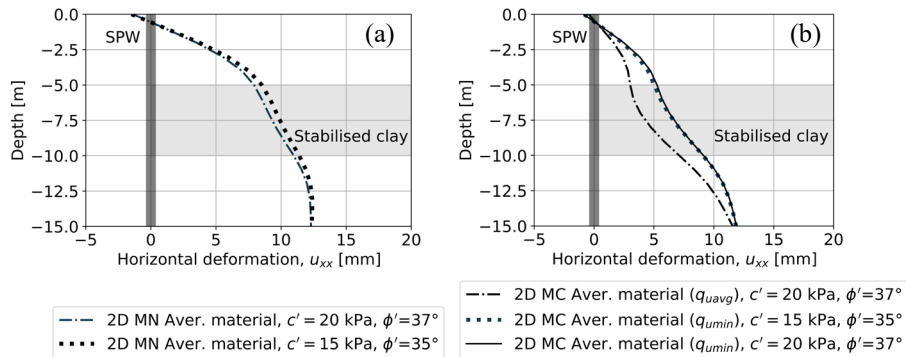 (a)
SPW
Stabilised clay
0.0
−2.5
−5.0
−7.5
−10.0
−12.5
−15.0
Depth [m]
−5 0 5 10 15 20
Horizontal deformation, uₓₓ [mm]
2D MN Aver. material, c′ = 20 kPa, ϕ′=37°
2D MN Aver. material, c′ = 15 kPa, ϕ′=35°
(b)
SPW
Stabilised clay
0.0
−2.5
−5.0
−7.5
−10.0
−12.5
−15.0
Depth [m]
−5 0 5 10 15 20
Horizontal deformation, uₓₓ [mm]
2D MC Aver. material (q_uavg), c′ = 20 kPa, ϕ′=37°
2D MC Aver. material (q_umin), c′ = 15 kPa, ϕ′=35°
2D MC Aver. material (q_umin), c′ = 20 kPa, ϕ′=37°